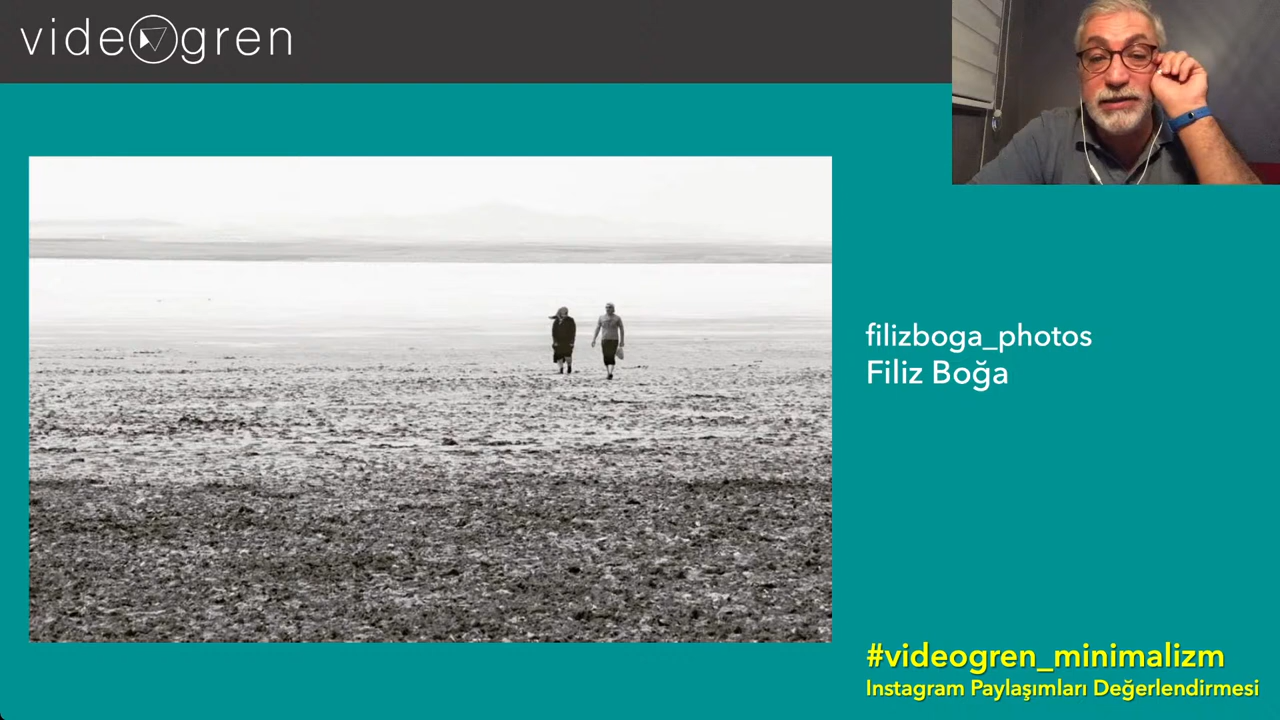 videogren
filizboga_photos
Filiz Boğa
#videogren_minimalizm
Instagram Paylaşımları Değerlendirmesi